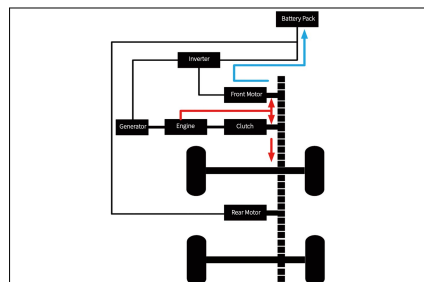 Battery Pack
Inverter
Front Motor
Generator
Engine
Clutch
Rear Motor